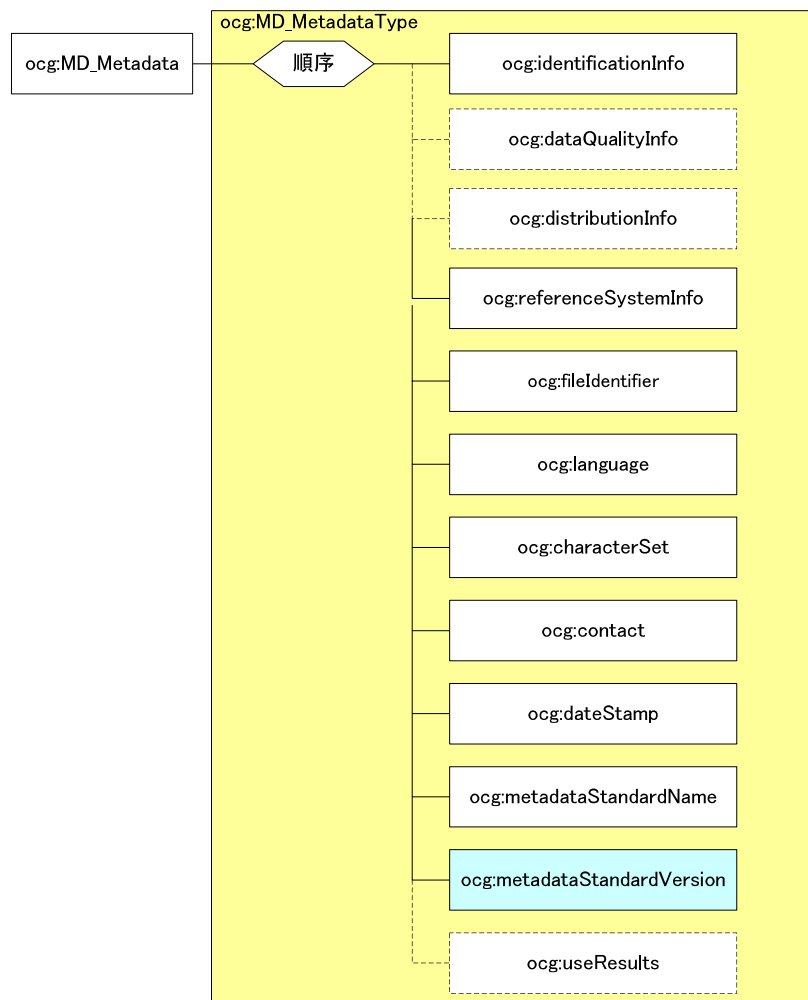 ocg:MD_MetadataType
ocg:MD_Metadata
順序
ocg:identificationInfo
ocg:dataQualityInfo
ocg:distributionInfo
ocg:referenceSystemInfo
ocg:fileIdentifier
ocg:language
ocg:characterSet
ocg:contact
ocg:dateStamp
ocg:metadataStandardName
ocg:metadataStandardVersion
ocg:useResults